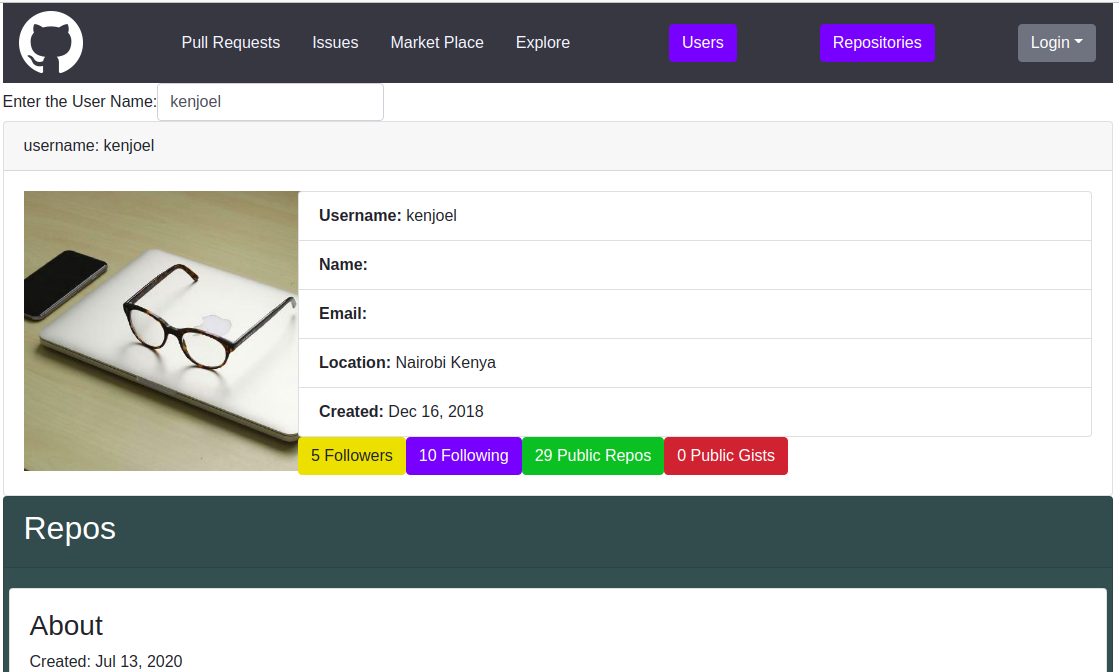 Pull Requests Issues Market Place Explore Users Repositories Login
Enter the User Name: kenjoel
username: kenjoel
Username: kenjoel
Name:
Email:
Location: Nairobi Kenya
Created: Dec 16, 2018
5 Followers 10 Following 29 Public Repos 0 Public Gists
Repos
About
Created: Jul 13, 2020